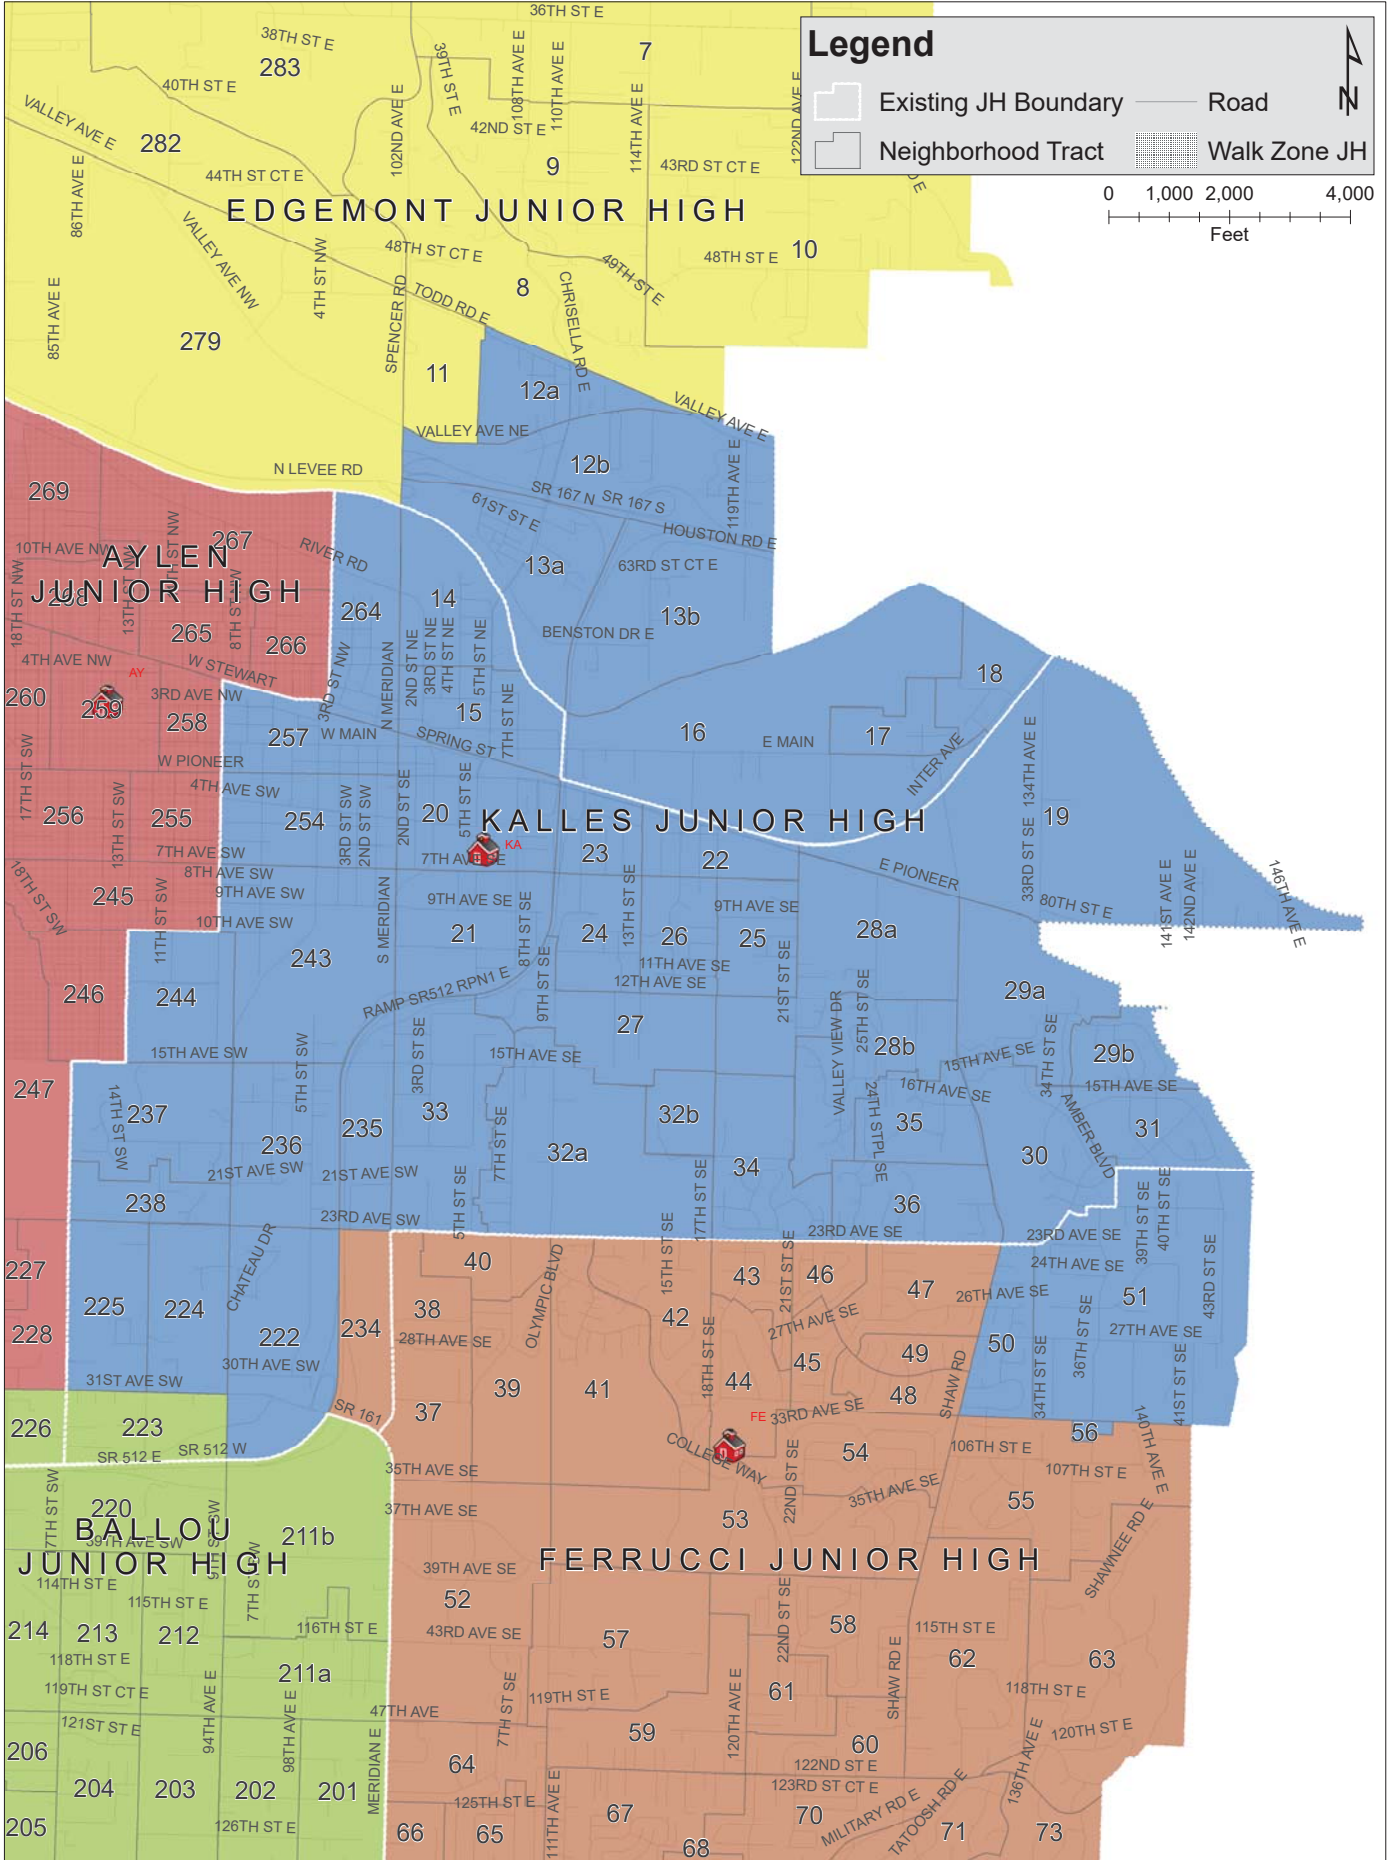 36TH ST E
38TH ST E
283
39TH ST E
108TH AVE E
110TH AVE E
7
Legend
Existing JH Boundary
Road
N
Neighborhood Tract
Walk Zone JH
0 1,000 2,000 4,000
Feet
40TH ST E
VALLEY AVE E
282
102ND AVE E
42ND ST E
9
114TH AVE E
43RD ST CT E
122ND AVE E
86TH AVE E
44TH ST CT E
EDGEMONT JUNIOR HIGH
VALLEY AVE NW
4TH ST NW
48TH ST CT E
48TH ST E
10
49TH ST E
8
TODD RD E
CHRISELLA RD E
85TH AVE E
279
SPENCER RD
11
12a
VALLEY AVE E
VALLEY AVE NE
N LEVEE RD
12b
119TH AVE E
269
SR 167 N
SR 167 S
61ST ST E
HOUSTON RD E
267
10TH AVE NW
AYLEN
JUNIOR HIGH
268
18TH ST NW
13TH ST NW
8TH ST NW
RIVER RD
13a
63RD ST CT E
264
14
13b
265
266
BENSTON DR E
4TH AVE NW
W STEWART
3RD ST NW
N MERIDIAN
2ND ST NE
3RD ST NE
4TH ST NE
5TH ST NE
7TH ST NE
AY
260
259
3RD AVE NW
258
18
15
257
W MAIN
SPRING ST
16
E MAIN
17
INTER AVE
33RD ST SE
134TH AVE E
W PIONEER
17TH ST SW
4TH AVE SW
256
13TH ST SW
255
254
3RD ST SW
2ND ST SW
2ND ST SE
20
5TH ST SE
KALLES JUNIOR HIGH
19
KA
7TH AVE SW
7TH AVE SE
23
22
E PIONEER
8TH AVE SW
18TH ST SW
245
9TH AVE SW
9TH AVE SE
9TH AVE SE
80TH ST E
141ST AVE E
142ND AVE E
146TH AVE E
10TH AVE SW
11TH ST SW
S MERIDIAN
21
8TH ST SE
24
13TH ST SE
26
25
28a
243
11TH AVE SE
12TH AVE SE
21ST ST SE
246
244
RAMP SR512 RPN1 E
9TH ST SE
29a
27
VALLEY VIEW DR
25TH ST SE
28b
34TH ST SE
15TH AVE SW
5TH ST SW
3RD ST SE
15TH AVE SE
15TH AVE SE
29b
247
14TH ST SW
237
16TH AVE SE
15TH AVE SE
33
7TH ST SE
32b
24TH STPL SE
35
AMBER BLVD
31
235
236
32a
34
30
21ST AVE SW
21ST AVE SW
5TH ST SE
17TH ST SE
238
36
39TH ST SE
40TH ST SE
23RD AVE SW
23RD AVE SE
23RD AVE SE
43RD ST SE
227
CHATEAU DR
40
OLYMPIC BLVD
15TH ST SE
43
21ST ST SE
46
47
24TH AVE SE
26TH AVE SE
51
225
224
38
42
27TH AVE SE
27TH AVE SE
228
222
234
28TH AVE SE
18TH ST SE
45
49
SHAW RD
50
34TH ST SE
36TH ST SE
41ST ST SE
30TH AVE SW
31ST AVE SW
39
41
44
48
37
SR 161
FE
33RD AVE SE
226
223
56
140TH AVE E
SR 512 E
SR 512 W
35TH AVE SE
COLLEGE WAY
22ND ST SE
54
106TH ST E
107TH ST E
17TH ST SW
35TH AVE SE
55
220
9TH ST SW
37TH AVE SE
53
BALLOU
JUNIOR HIGH
39TH AVE SW
211b
SHAWNEE RD E
7TH ST SW
FERRUCCI JUNIOR HIGH
114TH ST E
39TH AVE SE
115TH ST E
52
22ND ST SE
214
213
212
116TH ST E
43RD AVE SE
57
58
115TH ST E
118TH ST E
SHAW RD E
62
63
119TH ST CT E
211a
119TH ST E
61
118TH ST E
94TH AVE E
98TH AVE E
MERIDIAN E
47TH AVE
7TH ST SE
120TH AVE E
121ST ST E
59
60
136TH AVE E
120TH ST E
206
64
122ND ST E
204
203
202
201
123RD ST CT E
125TH ST E
111TH AVE E
67
70
MILITARY RD E
TATOOSH RD E
205
126TH ST E
66
65
68
71
73